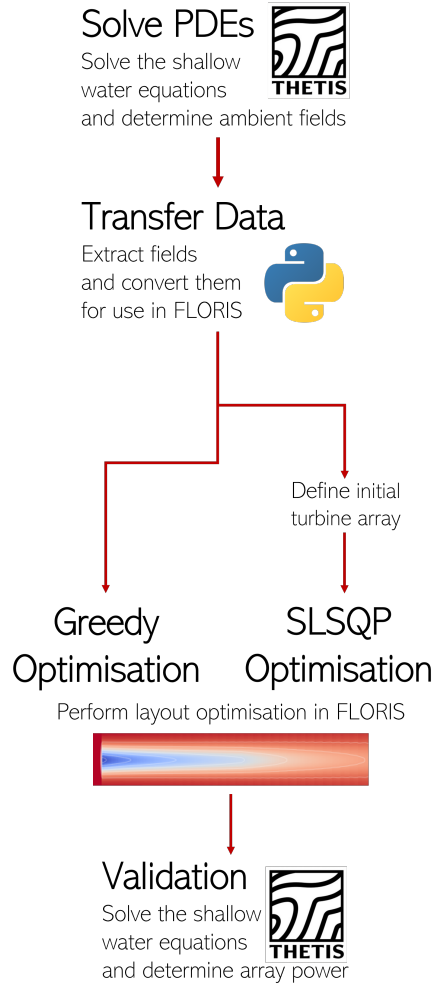 Solve PDEs
THETIS
Solve the shallow
water equations
and determine ambient fields
Transfer Data
Extract fields
and convert them
for use in FLORIS
Define initial
turbine array
Greedy
Optimisation
SLSQP
Optimisation
Perform layout optimisation in FLORIS
Validation
Solve the shallow
water equations
THETIS
and determine array power